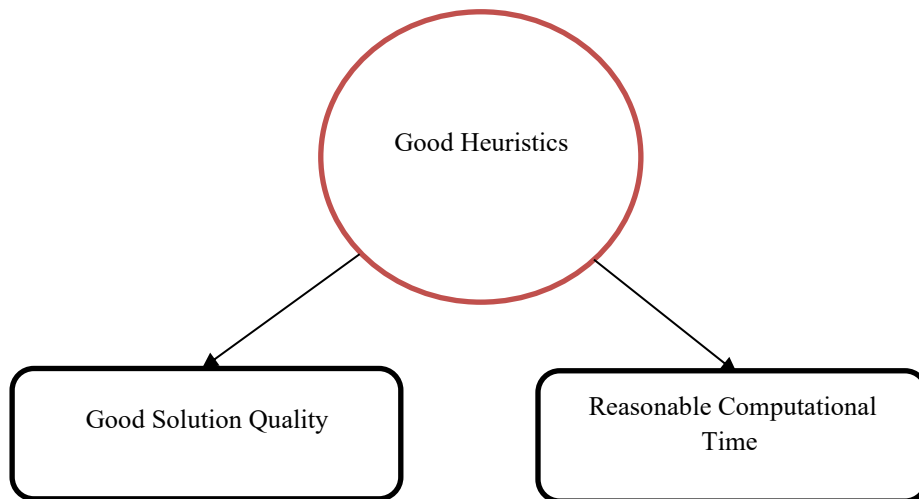 Good Heuristics
Good Solution Quality
Reasonable Computational
Time